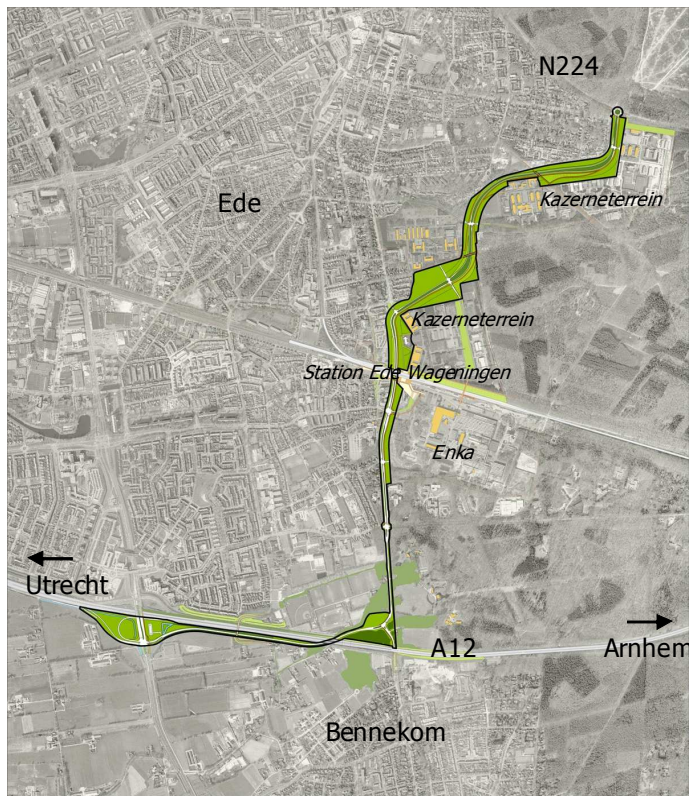 N224
Ede
Kazerneterrein
Kazerneterrein
Station Ede Wageningen
Enka
Utrecht
A12
Arnhem
Bennekom